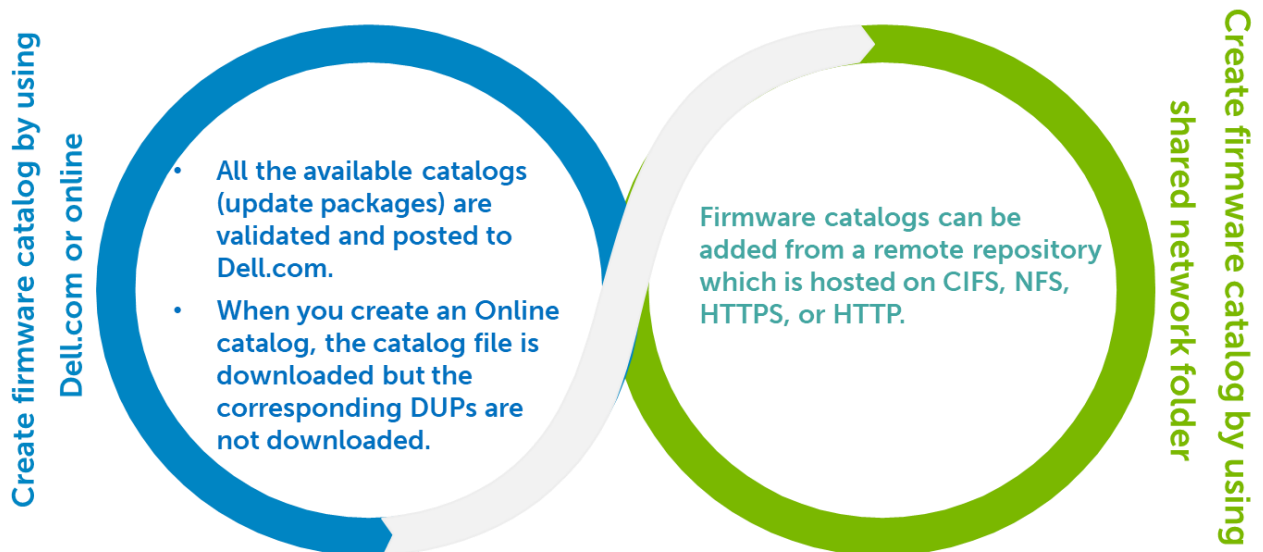 Create firmware catalog by using
Dell.com or online
• All the available catalogs
(update packages) are
validated and posted to
Dell.com.
• When you create an Online
catalog, the catalog file is
downloaded but the
corresponding DUPs are
not downloaded.
Firmware catalogs can be
added from a remote repository
which is hosted on CIFS, NFS,
HTTPS, or HTTP.
Create firmware catalog by using
shared network folder